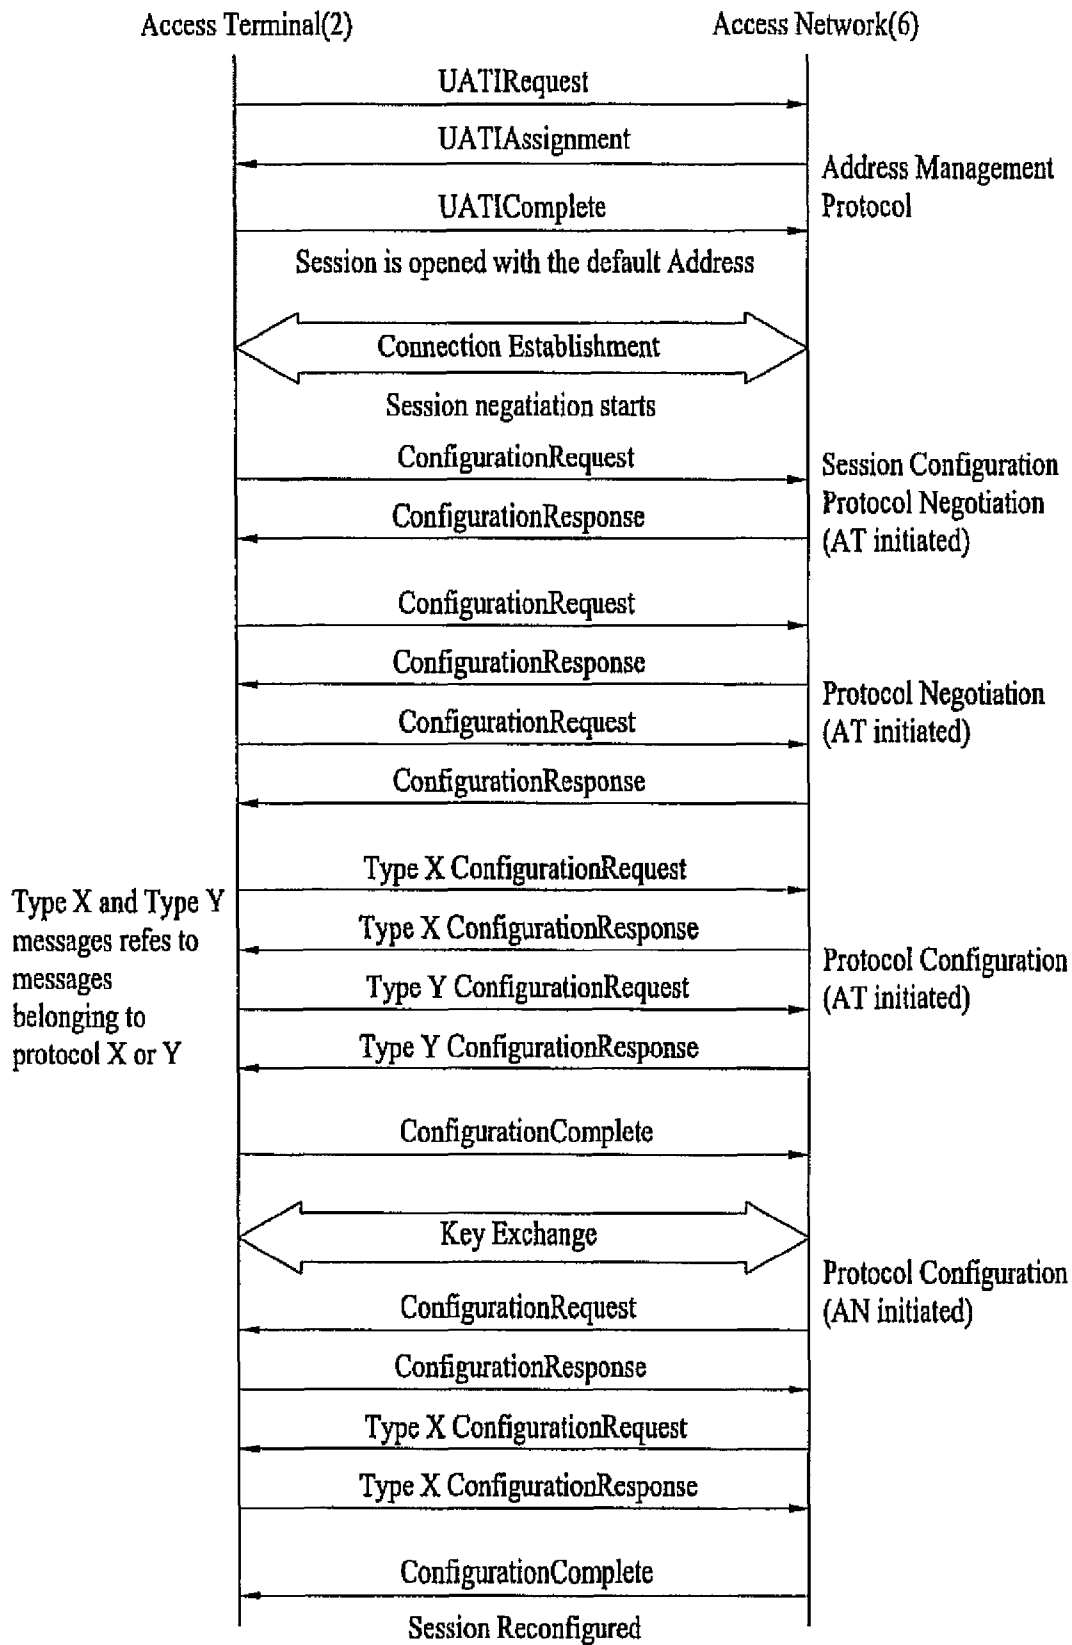 Access Terminal(2)
Access Network(6)
UATIRequest
UATIAssignment
Address Management
Protocol
UATIComplete
Session is opened with the default Address
Connection Establishment
Session negatiation starts
ConfigurationRequest
Session Configuration
Protocol Negotiation
(AT initiated)
ConfigurationResponse
ConfigurationRequest
ConfigurationResponse
Protocol Negotiation
(AT initiated)
ConfigurationRequest
ConfigurationResponse
Type X ConfigurationRequest
Type X and Type Y
messages refes to
messages
belonging to
protocol X or Y
Type X ConfigurationResponse
Protocol Configuration
(AT initiated)
Type Y ConfigurationRequest
Type Y ConfigurationResponse
ConfigurationComplete
Key Exchange
Protocol Configuration
(AN initiated)
ConfigurationRequest
ConfigurationResponse
Type X ConfigurationRequest
Type X ConfigurationResponse
ConfigurationComplete
Session Reconfigured